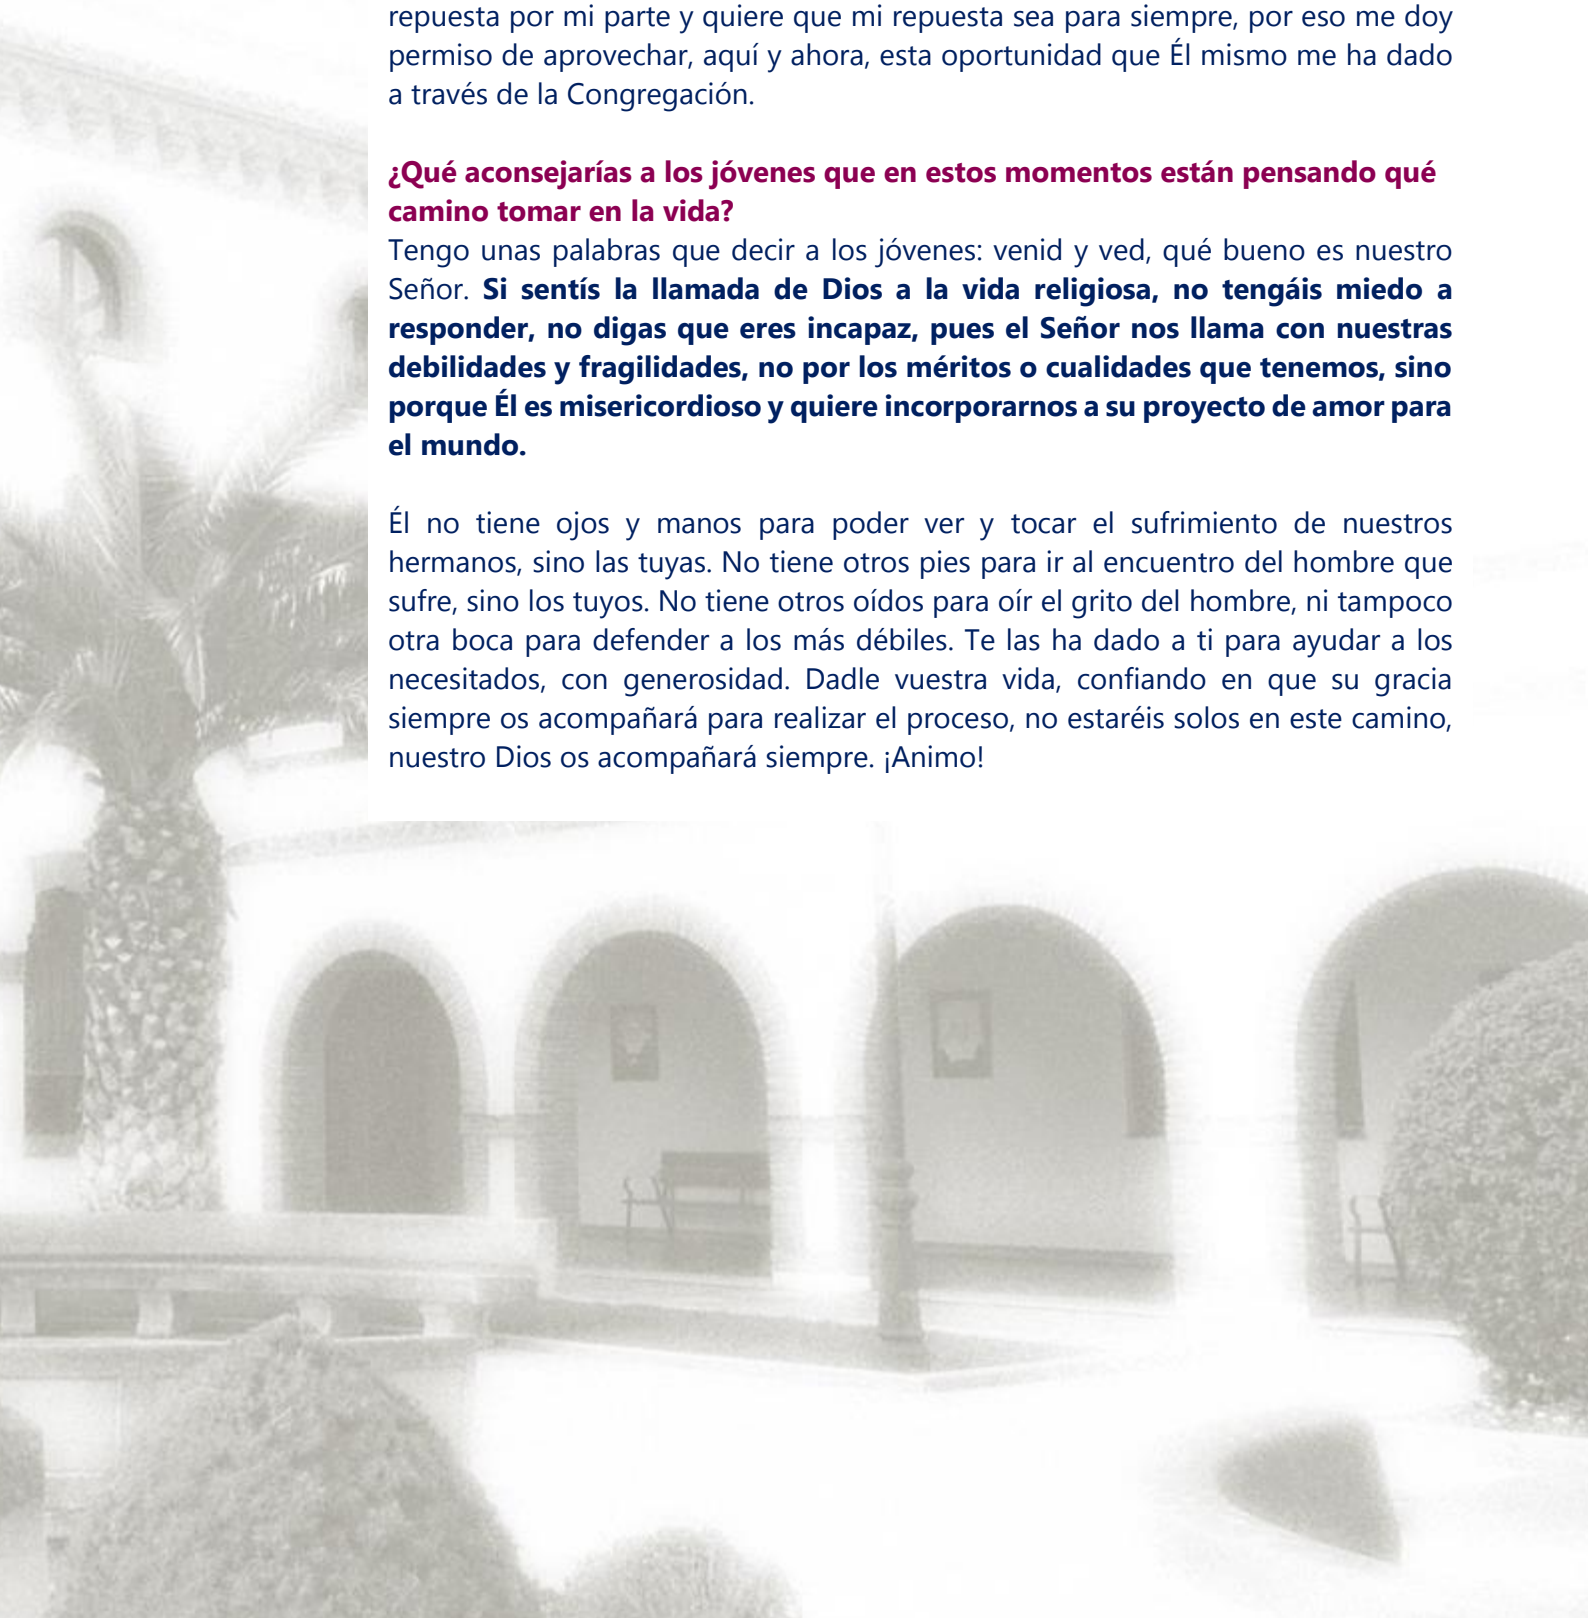 repuesta por mi parte y quiere que mi repuesta sea para siempre, por eso me doy
permiso de aprovechar, aquí y ahora, esta oportunidad que Él mismo me ha dado
a través de la Congregación.
¿Qué aconsejarías a los jóvenes que en estos momentos están pensando qué
camino tomar en la vida?
Tengo unas palabras que decir a los jóvenes: venid y ved, qué bueno es nuestro
Señor. Si sentís la llamada de Dios a la vida religiosa, no tengáis miedo a
responder, no digas que eres incapaz, pues el Señor nos llama con nuestras
debilidades y fragilidades, no por los méritos o cualidades que tenemos, sino
porque Él es misericordioso y quiere incorporarnos a su proyecto de amor para
el mundo.
Él no tiene ojos y manos para poder ver y tocar el sufrimiento de nuestros
hermanos, sino las tuyas. No tiene otros pies para ir al encuentro del hombre que
sufre, sino los tuyos. No tiene otros oídos para oír el grito del hombre, ni tampoco
otra boca para defender a los más débiles. Te las ha dado a ti para ayudar a los
necesitados, con generosidad. Dadle vuestra vida, confiando en que su gracia
siempre os acompañará para realizar el proceso, no estaréis solos en este camino,
nuestro Dios os acompañará siempre. ¡Animo!